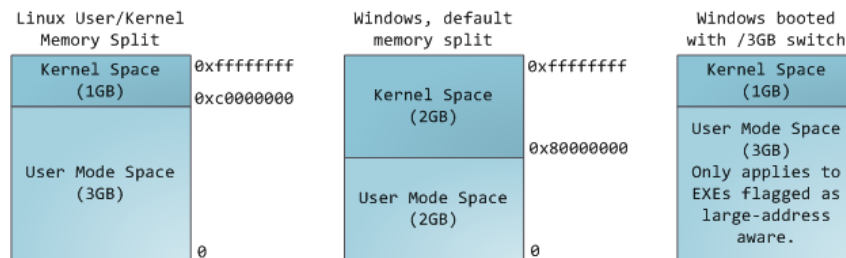 Linux User/Kernel
Memory Split
Kernel Space
(1GB)
0xffffffff
0xc0000000
User Mode Space
(3GB)
0
Windows, default
memory split
0xffffffff
Kernel Space
(2GB)
0x80000000
User Mode Space
(2GB)
0
Windows booted
with /3GB switch
Kernel Space
(1GB)
User Mode Space
(3GB)
Only applies to
EXEs flagged as
large-address
aware.